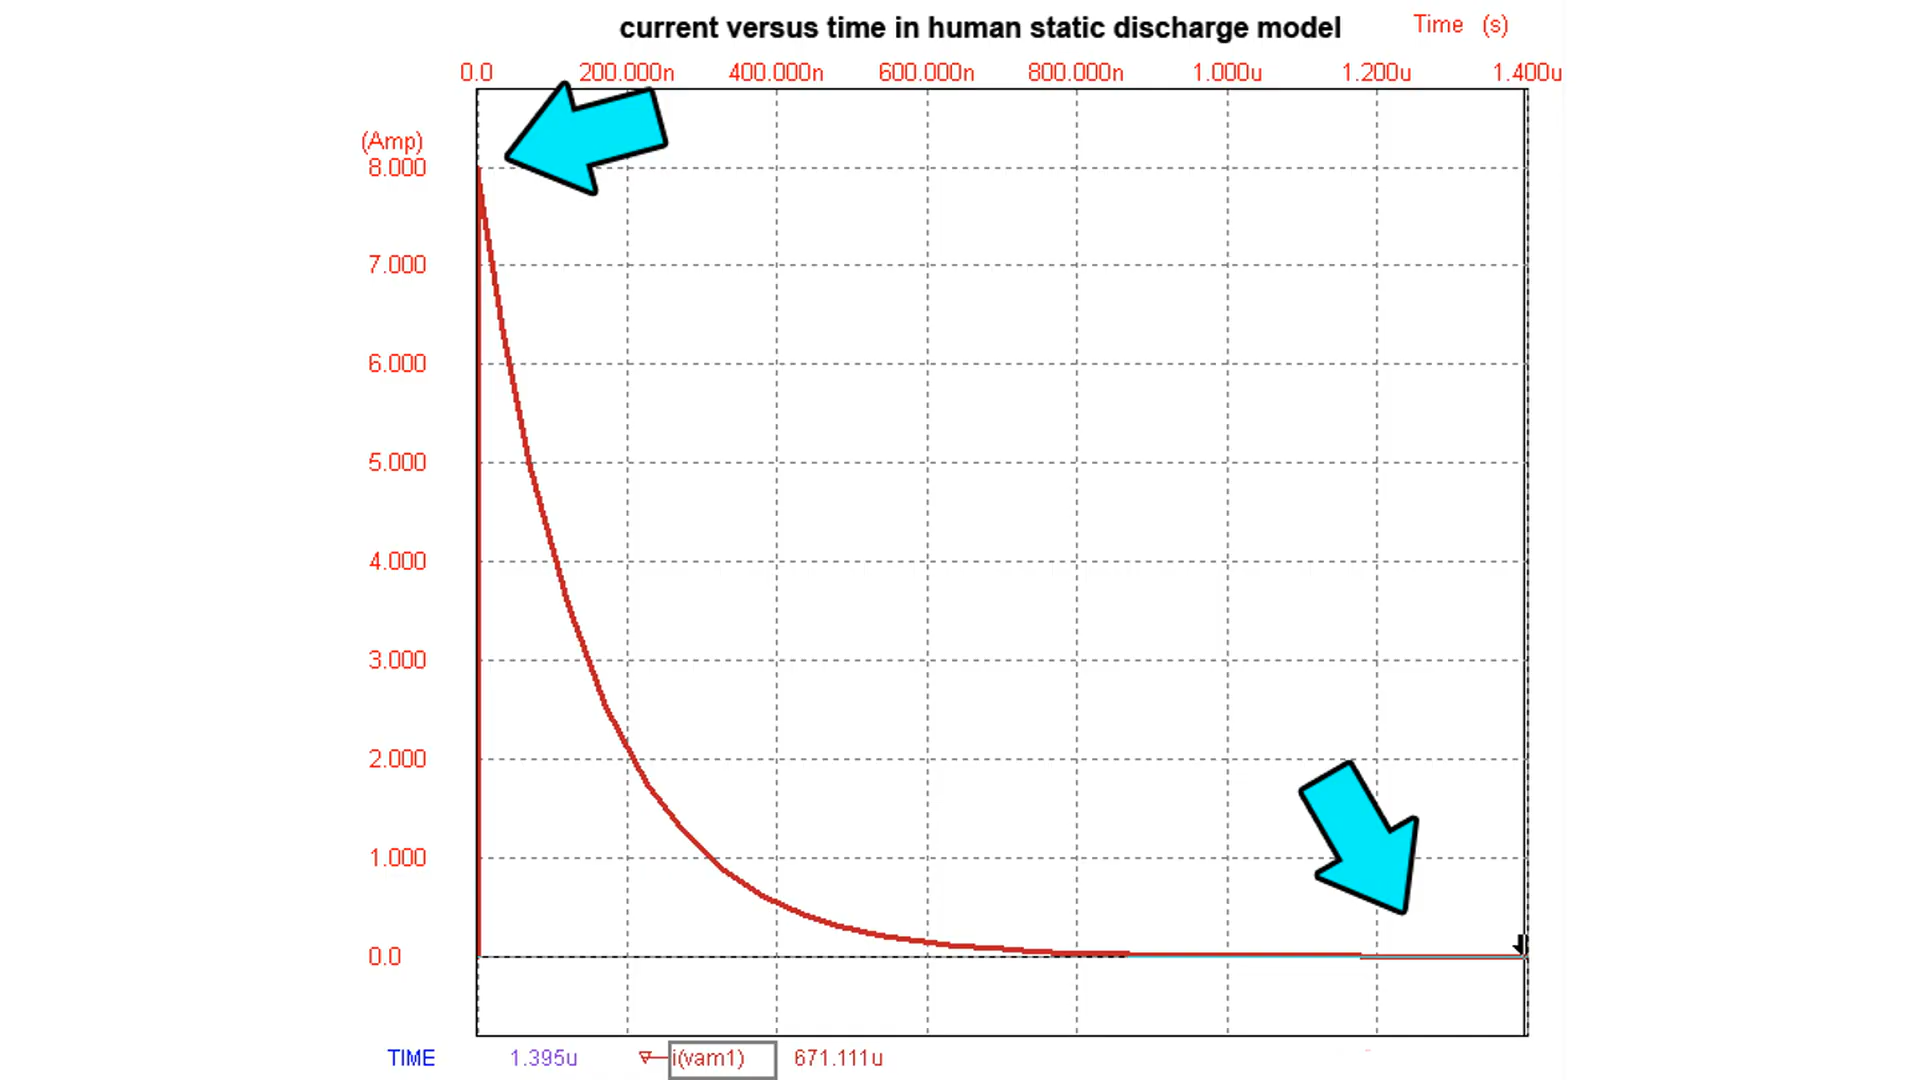 current versus time in human static discharge model
Time (s)
0.0 200.000n 400.000n 600.000n 800.000n 1.000u 1.200u 1.400u
(Amp)
8.000
7.000
6.000
5.000
4.000
3.000
2.000
1.000
0.0
TIME 1.395u i(vam1) 671.111u